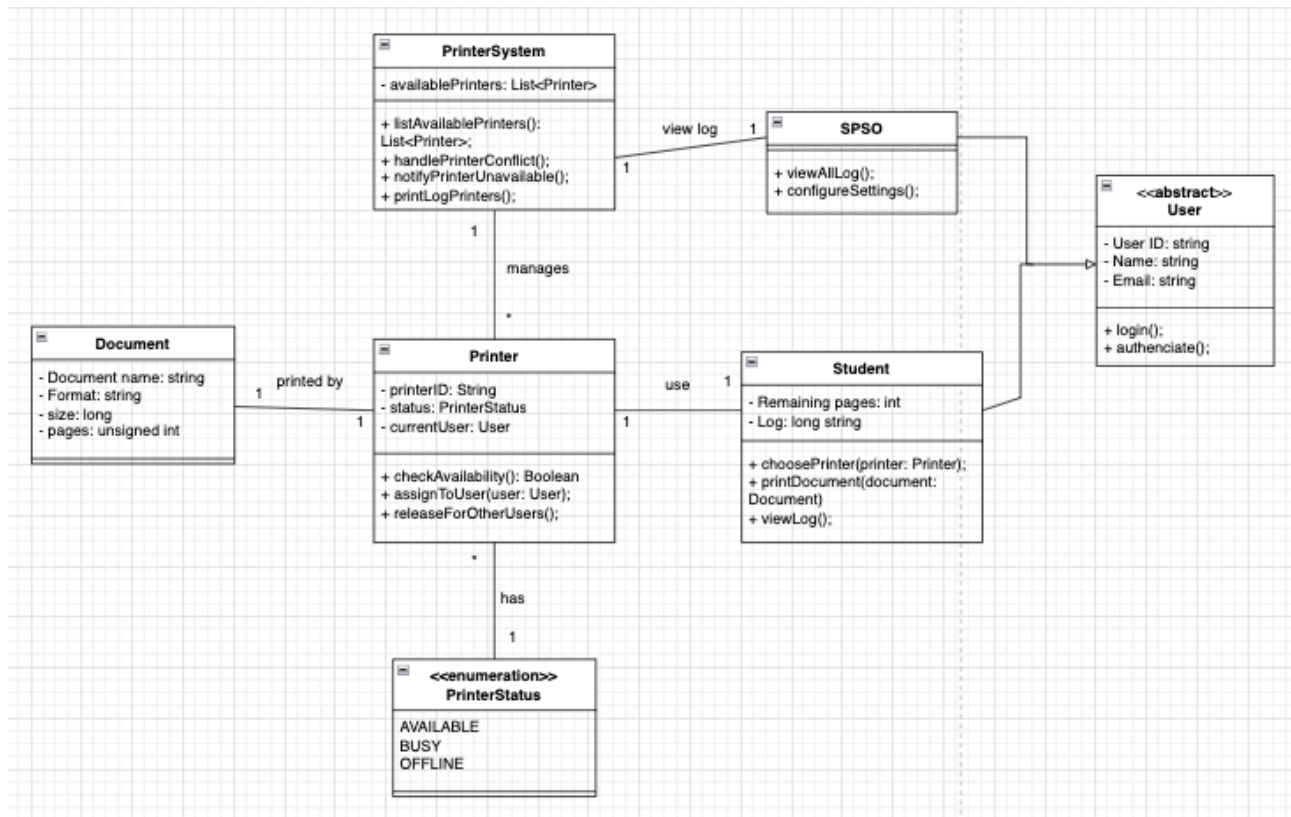 PrinterSystem
- availablePrinters: List<Printer>
+ listAvailablePrinters():
List<Printer>;
+ handlePrinterConflict();
+ notifyPrinterUnavailable();
+ printLogPrinters();
view log
1
1
SPSO
+ viewAllLog();
+ configureSettings();
<<abstract>>
User
- User ID: string
- Name: string
- Email: string
+ login();
+ authenciate();
1
manages
*
Document
- Document name: string
- Format: string
- size: long
- pages: unsigned int
printed by
1
1
Printer
- printerID: String
- status: PrinterStatus
- currentUser: User
+ checkAvailability(): Boolean
+ assignToUser(user: User);
+ releaseForOtherUsers();
use
1
1
Student
- Remaining pages: int
- Log: long string
+ choosePrinter(printer: Printer);
+ printDocument(document:
Document)
+ viewLog();
*
has
1
<<enumeration>>
PrinterStatus
AVAILABLE
BUSY
OFFLINE